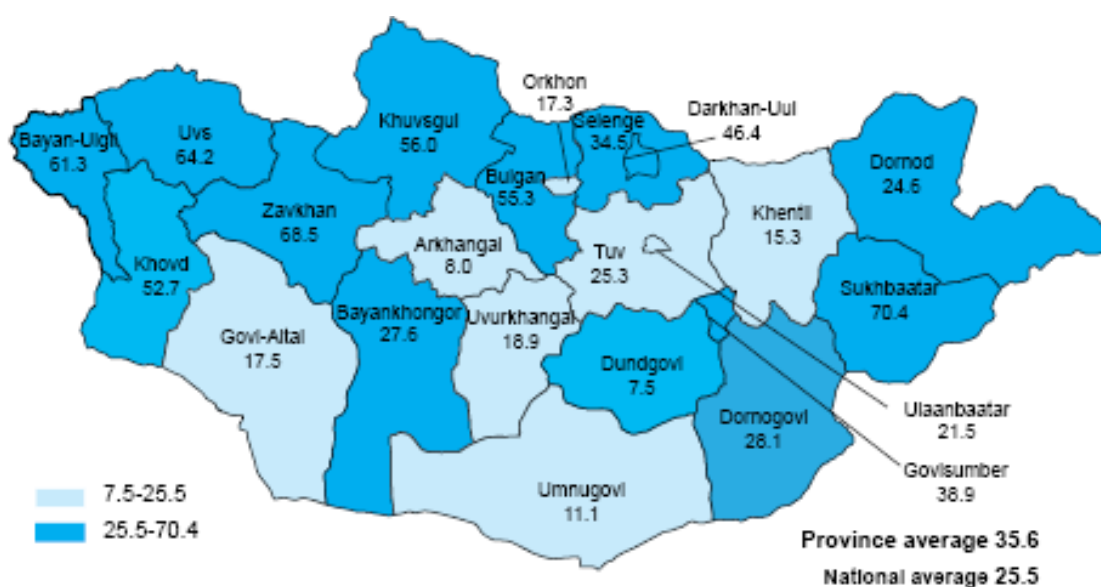 Orkhon
17.3
Darkhan-Uul
46.4
Khuvsgul
56.0
Selenge
34.5
Bayan-Ulgii
61.3
Uvs
64.2
Dornod
24.6
Bulgan
55.3
Zavkhan
68.5
Khentii
15.3
Arkhangai
8.0
Tuv
25.3
Khovd
52.7
Sukhbaatar
70.4
Bayankhongor
27.6
Uvurkhangai
18.9
Govi-Altai
17.5
Dundgovi
7.5
Ulaanbaatar
21.5
Dornogovi
28.1
Govisumber
38.9
Umnugovi
11.1
7.5-25.5
25.5-70.4
Province average 35.6
National average 25.5